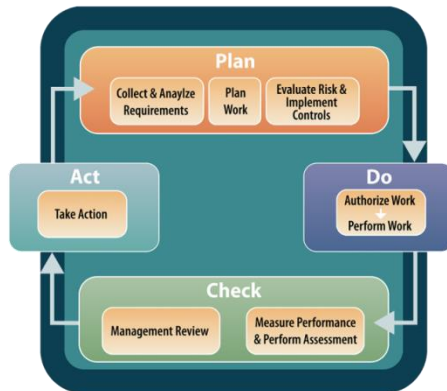 Plan
Collect & Anaylze
Requirements
Plan
Work
Evaluate Risk &
Implement
Controls
Act
Take Action
Do
Authorize Work
Perform Work
Check
Management Review
Measure Performance
& Perform Assessment